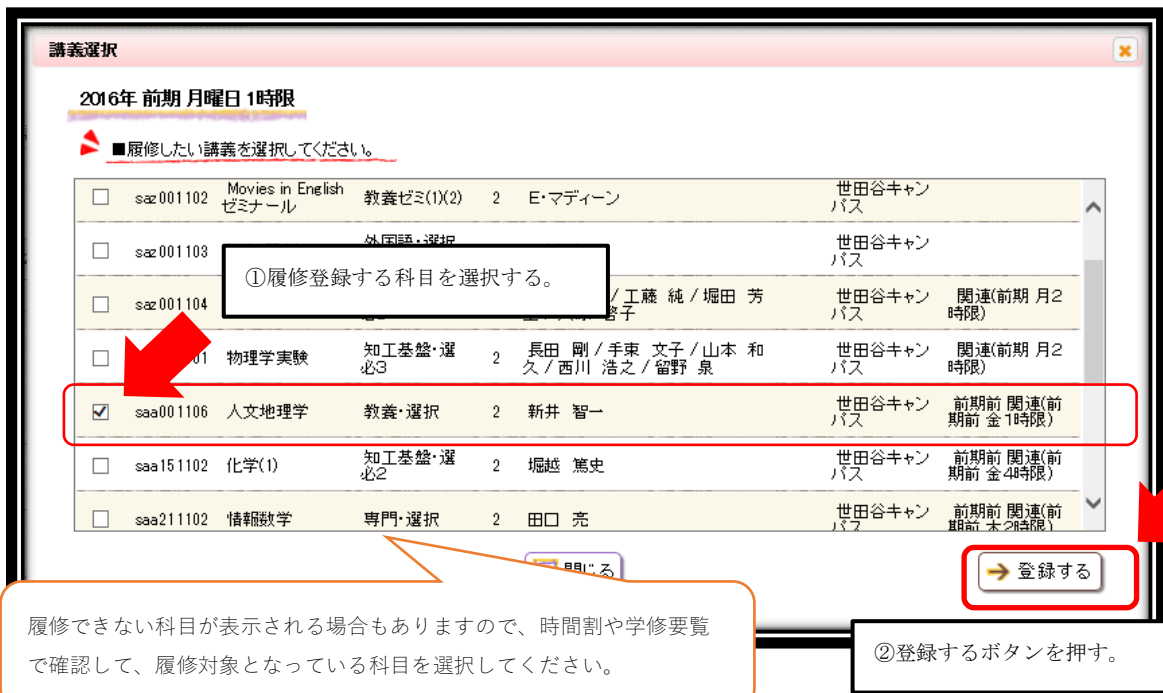 講義選択
2016年 前期 月曜日 1時限
■履修したい講義を選択してください。
saz001102 Movies in English ゼミナール 教養ゼミ(1)(2) 2 E・マディーン 世田谷キャンパス
saz001103 外国語・選択 世田谷キャンパス
①履修登録する科目を選択する。
saz001104 / 工藤 純 / 堀田 芳 啓子 世田谷キャンパス 関連(前期 月2時限)
01 物理学実験 知工基盤・選必3 2 長田 剛 / 手束 文子 / 山本 和久 / 西川 浩之 / 留野 泉 世田谷キャンパス 関連(前期 月2時限)
saa001106 人文地理学 教養・選択 2 新井 智一 世田谷キャンパス 前期前 関連(前期前 金1時限)
saa151102 化学(1) 知工基盤・選必2 2 堀越 篤史 世田谷キャンパス 前期前 関連(前期前 金4時限)
saa211102 情報数学 専門・選択 2 田口 亮 世田谷キャンパス 前期前 関連(前期前 木2時限)
閉じる
登録する
履修できない科目が表示される場合もありますので、時間割や学修要覧
で確認して、履修対象となっている科目を選択してください。
②登録するボタンを押す。